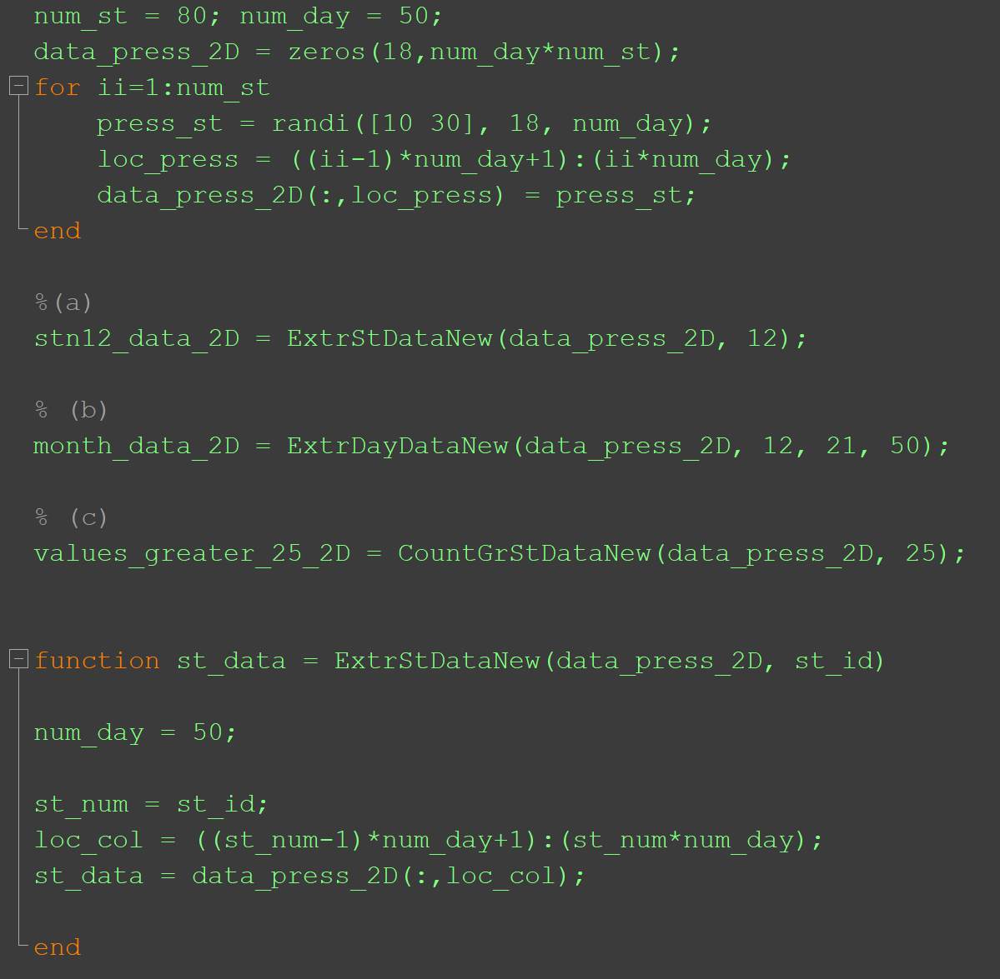 num_st = 80; num_day = 50;
data_press_2D = zeros(18,num_day*num_st);
for ii=1:num_st
    press_st = randi([10 30], 18, num_day);
    loc_press = ((ii-1)*num_day+1):(ii*num_day);
    data_press_2D(:,loc_press) = press_st;
end
%(a)
stn12_data_2D = ExtrStDataNew(data_press_2D, 12);
% (b)
month_data_2D = ExtrDayDataNew(data_press_2D, 12, 21, 50);
% (c)
values_greater_25_2D = CountGrStDataNew(data_press_2D, 25);
function st_data = ExtrStDataNew(data_press_2D, st_id)
num_day = 50;
st_num = st_id;
loc_col = ((st_num-1)*num_day+1):(st_num*num_day);
st_data = data_press_2D(:,loc_col);
end